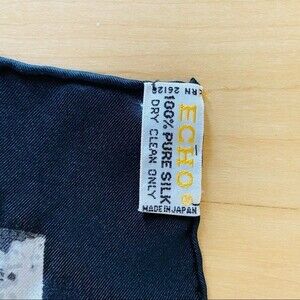 ECHO®
100% PURE SILK
DRY CLEAN ONLY
MADE IN JAPAN
RN 26128